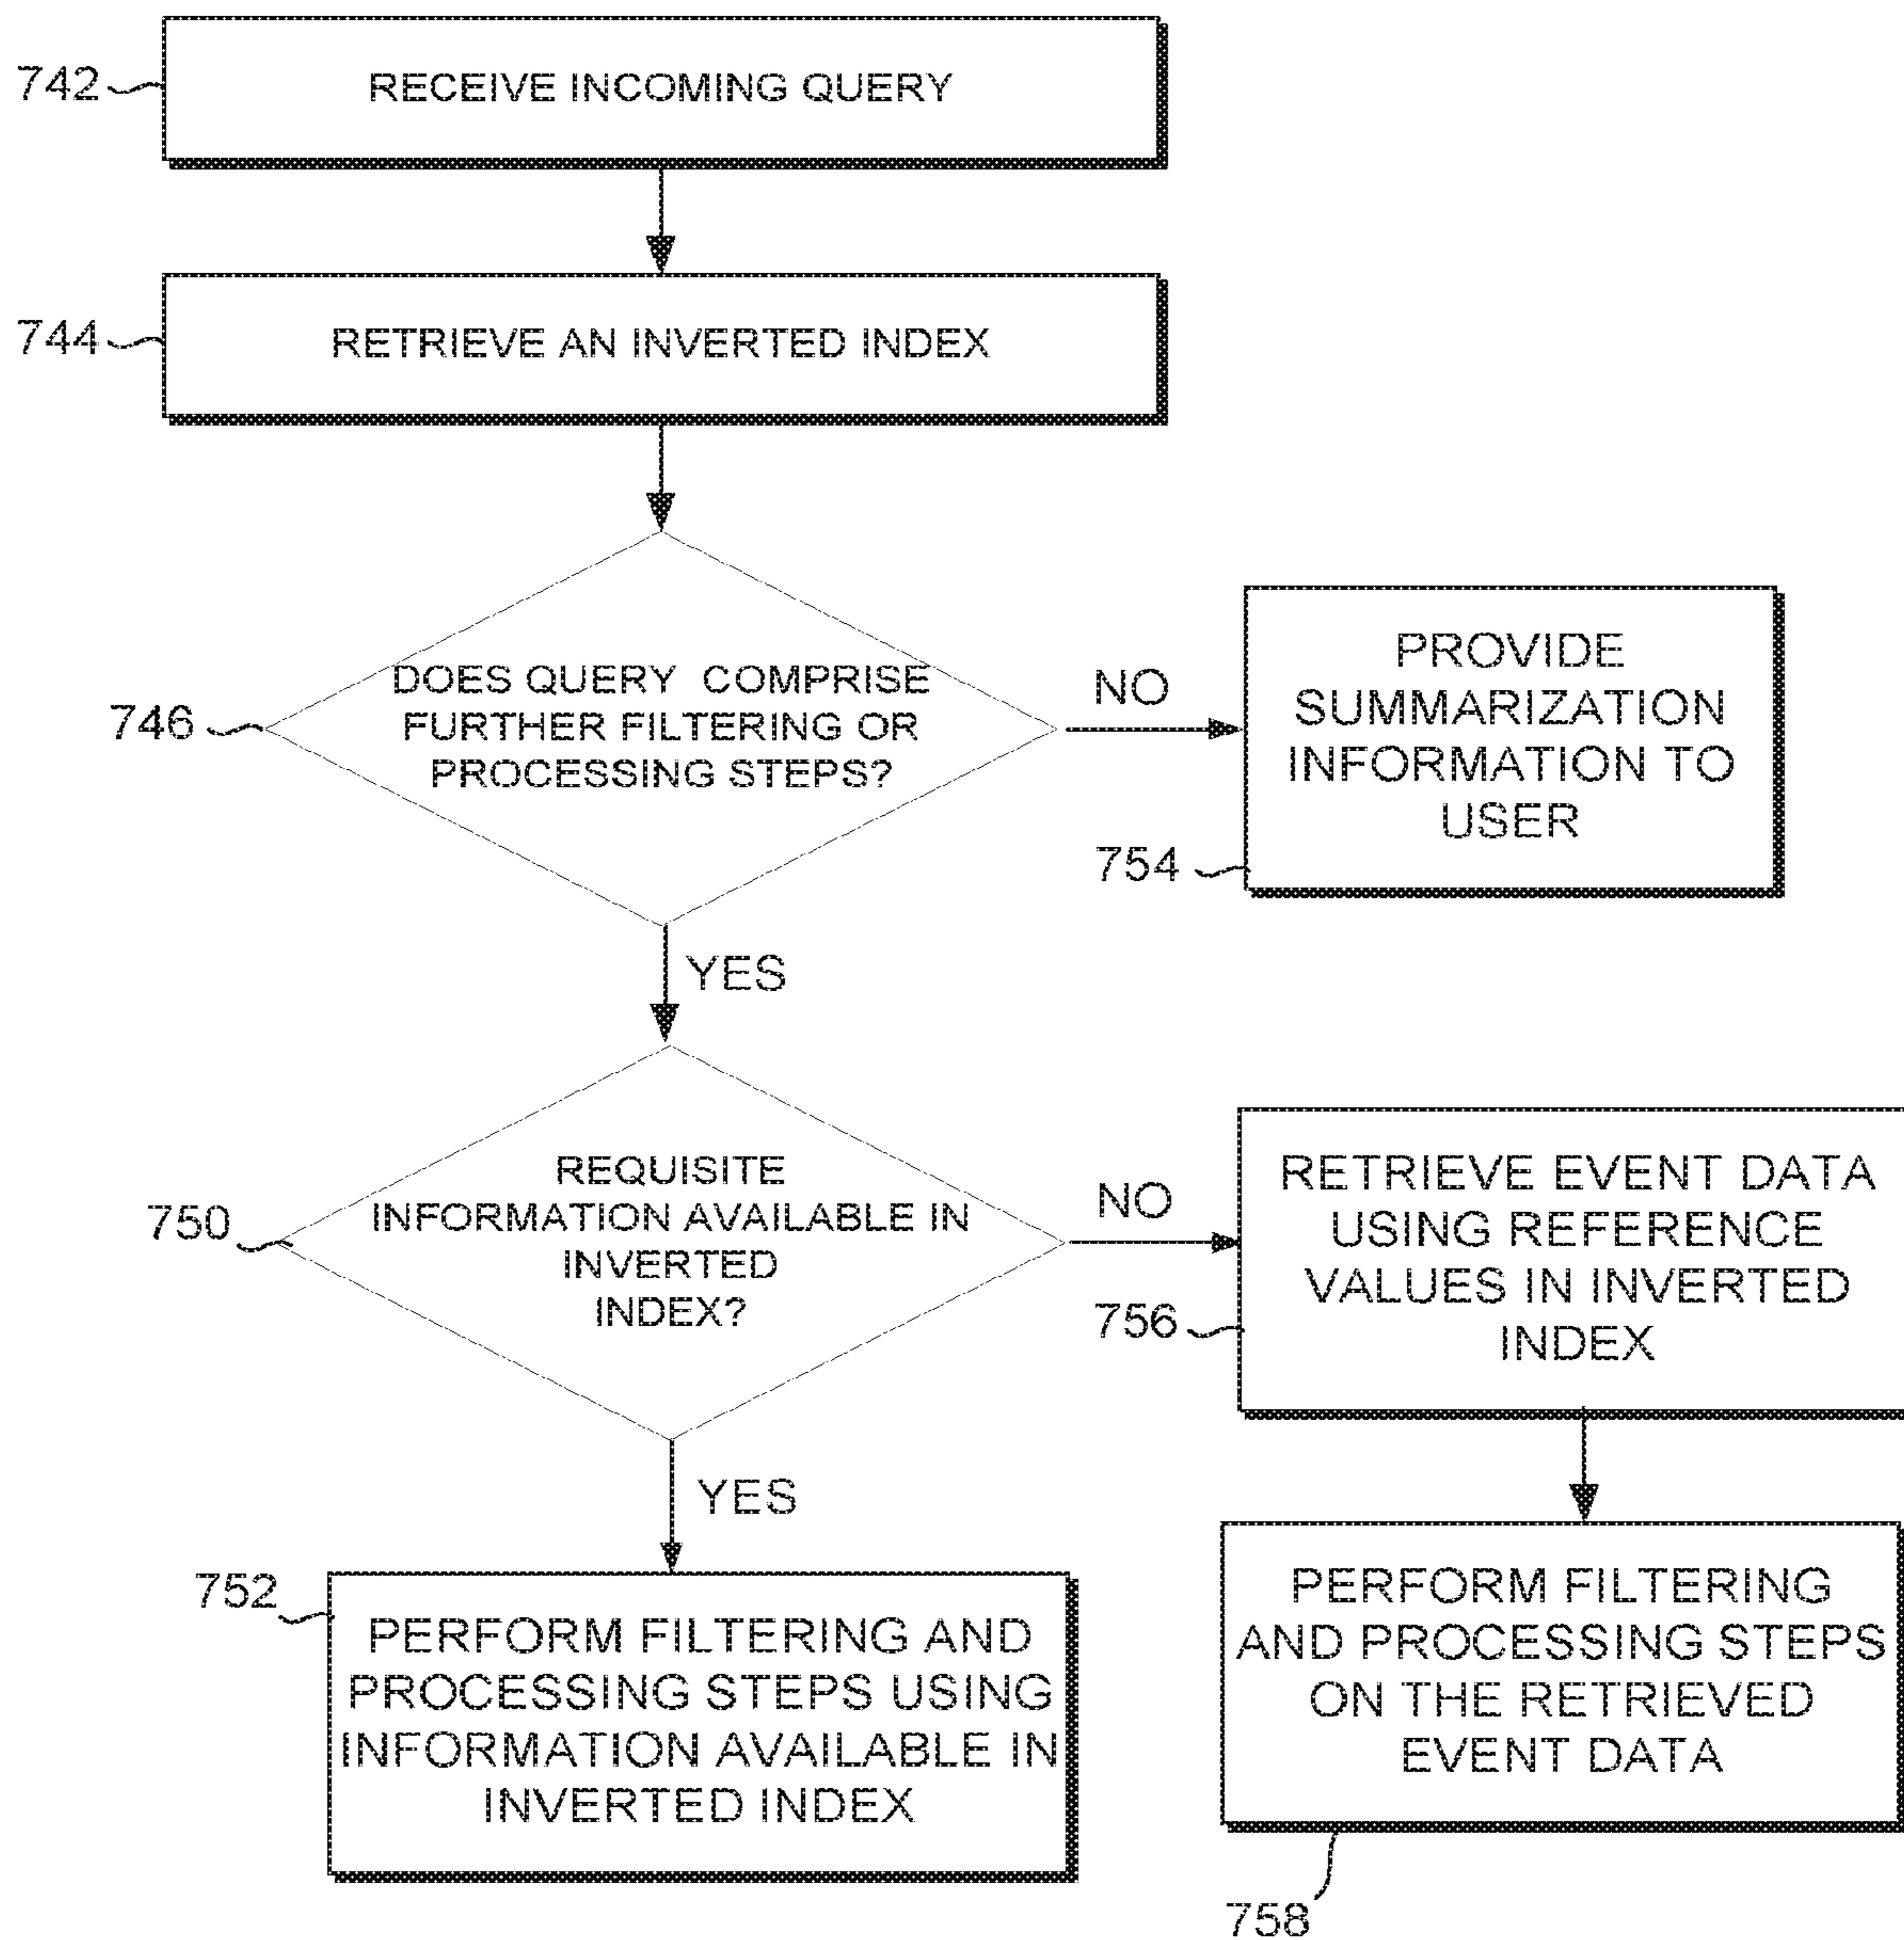 742
RECEIVE INCOMING QUERY
744
RETRIEVE AN INVERTED INDEX
746
DOES QUERY COMPRISE
FURTHER FILTERING OR
PROCESSING STEPS?
NO
PROVIDE
SUMMARIZATION
INFORMATION TO
USER
754
YES
750
REQUISITE
INFORMATION AVAILABLE IN
INVERTED
INDEX?
NO
RETRIEVE EVENT DATA
USING REFERENCE
VALUES IN INVERTED
INDEX
756
YES
752
PERFORM FILTERING AND
PROCESSING STEPS USING
INFORMATION AVAILABLE IN
INVERTED INDEX
PERFORM FILTERING
AND PROCESSING STEPS
ON THE RETRIEVED
EVENT DATA
758